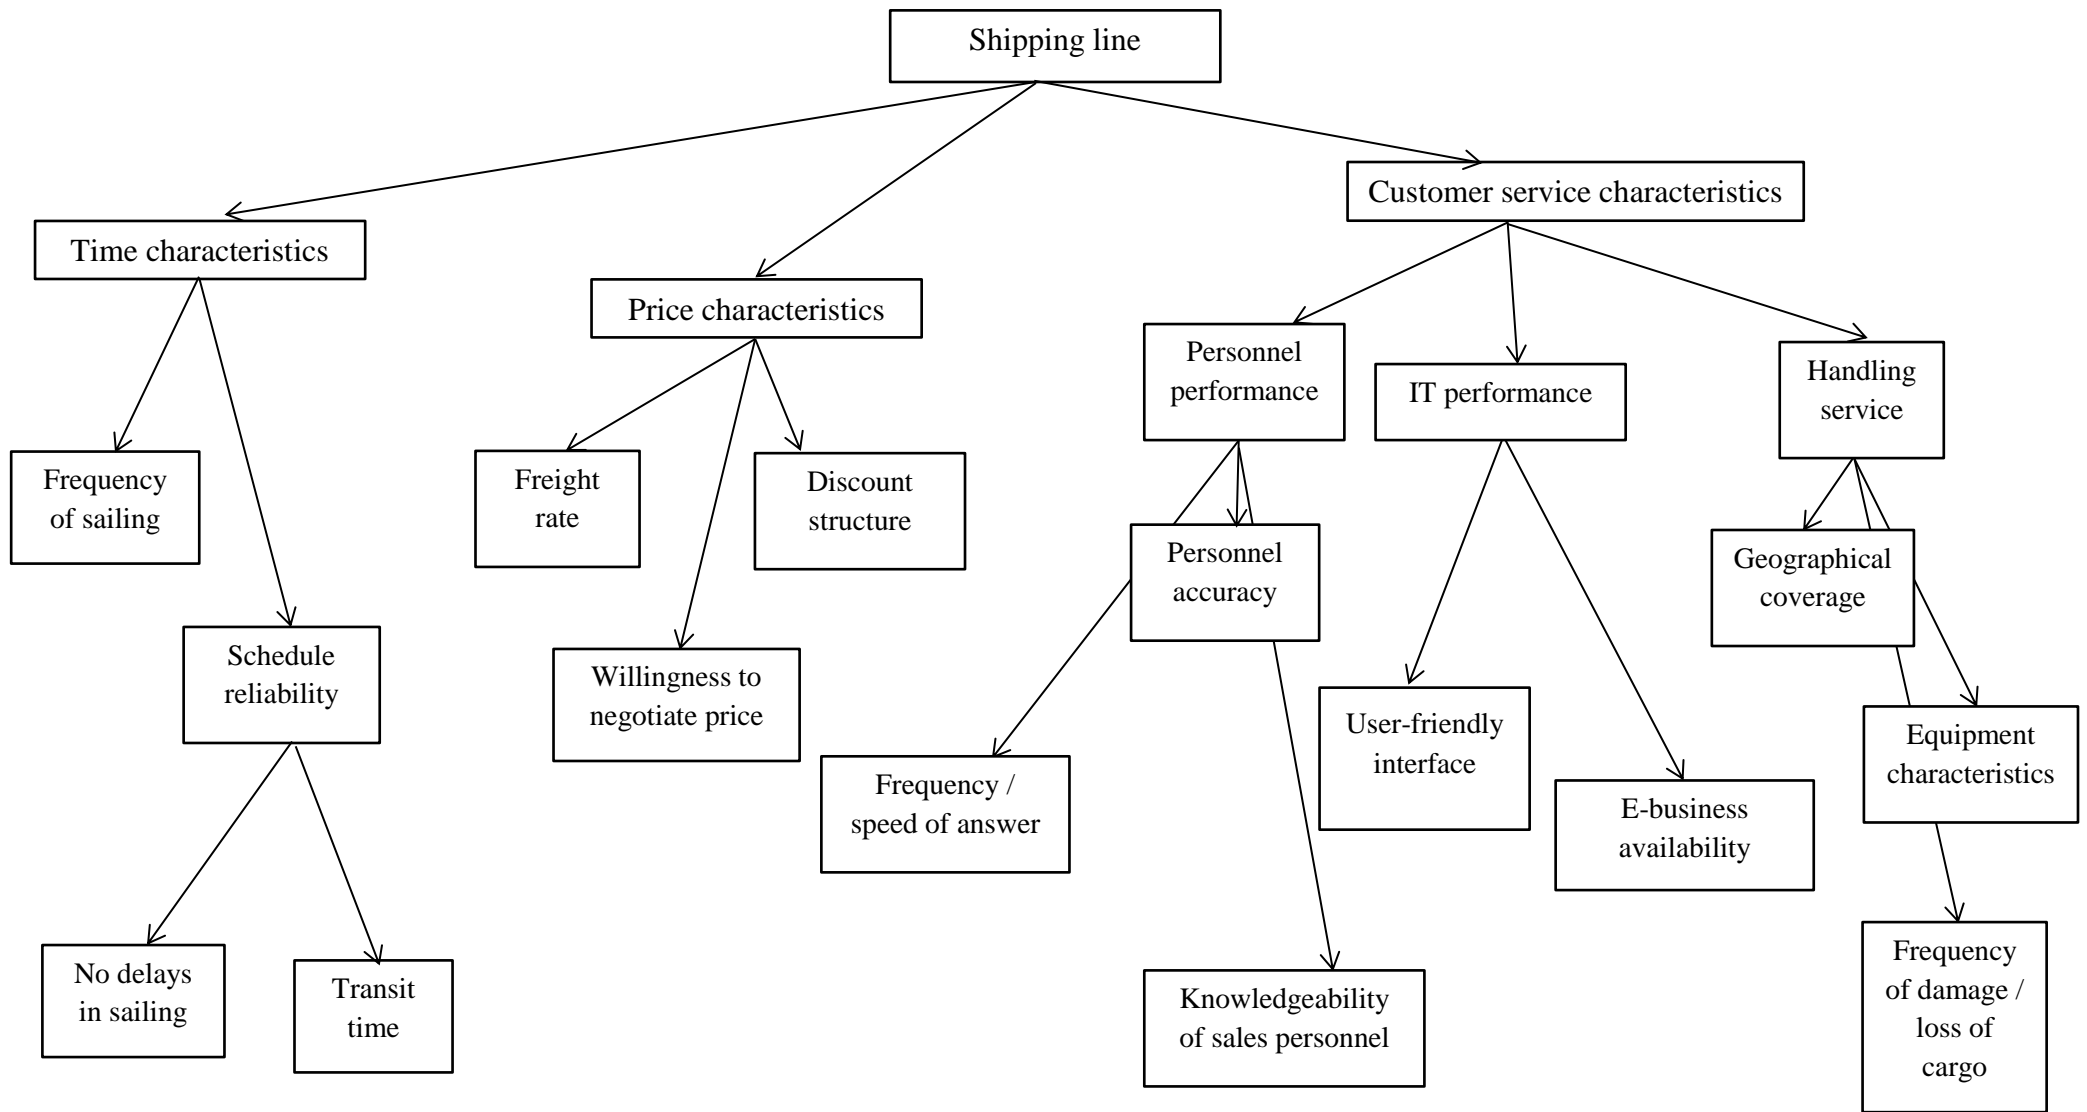 Shipping line
Customer service characteristics
Time characteristics
Price characteristics
Personnel
performance
IT performance
Handling
service
Frequency
of sailing
Freight
rate
Discount
structure
Personnel
accuracy
Geographical
coverage
Schedule
reliability
Willingness to
negotiate price
User-friendly
interface
Equipment
characteristics
Frequency /
speed of answer
E-business
availability
No delays
in sailing
Transit
time
Knowledgeability
of sales personnel
Frequency
of damage /
loss of
cargo